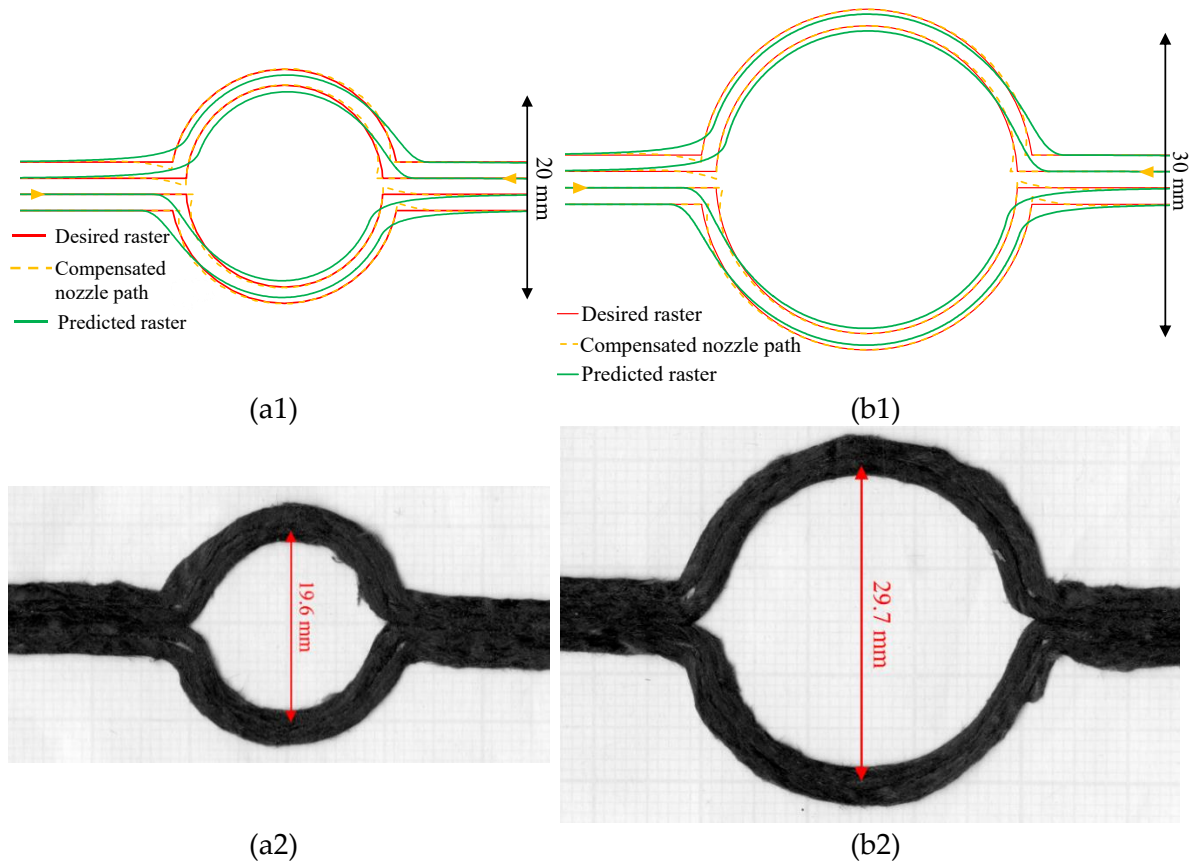 20 mm
Desired raster
Compensated
nozzle path
Predicted raster
(a1)
30 mm
Desired raster
Compensated nozzle path
Predicted raster
(b1)
19.6 mm
(a2)
29.7 mm
(b2)